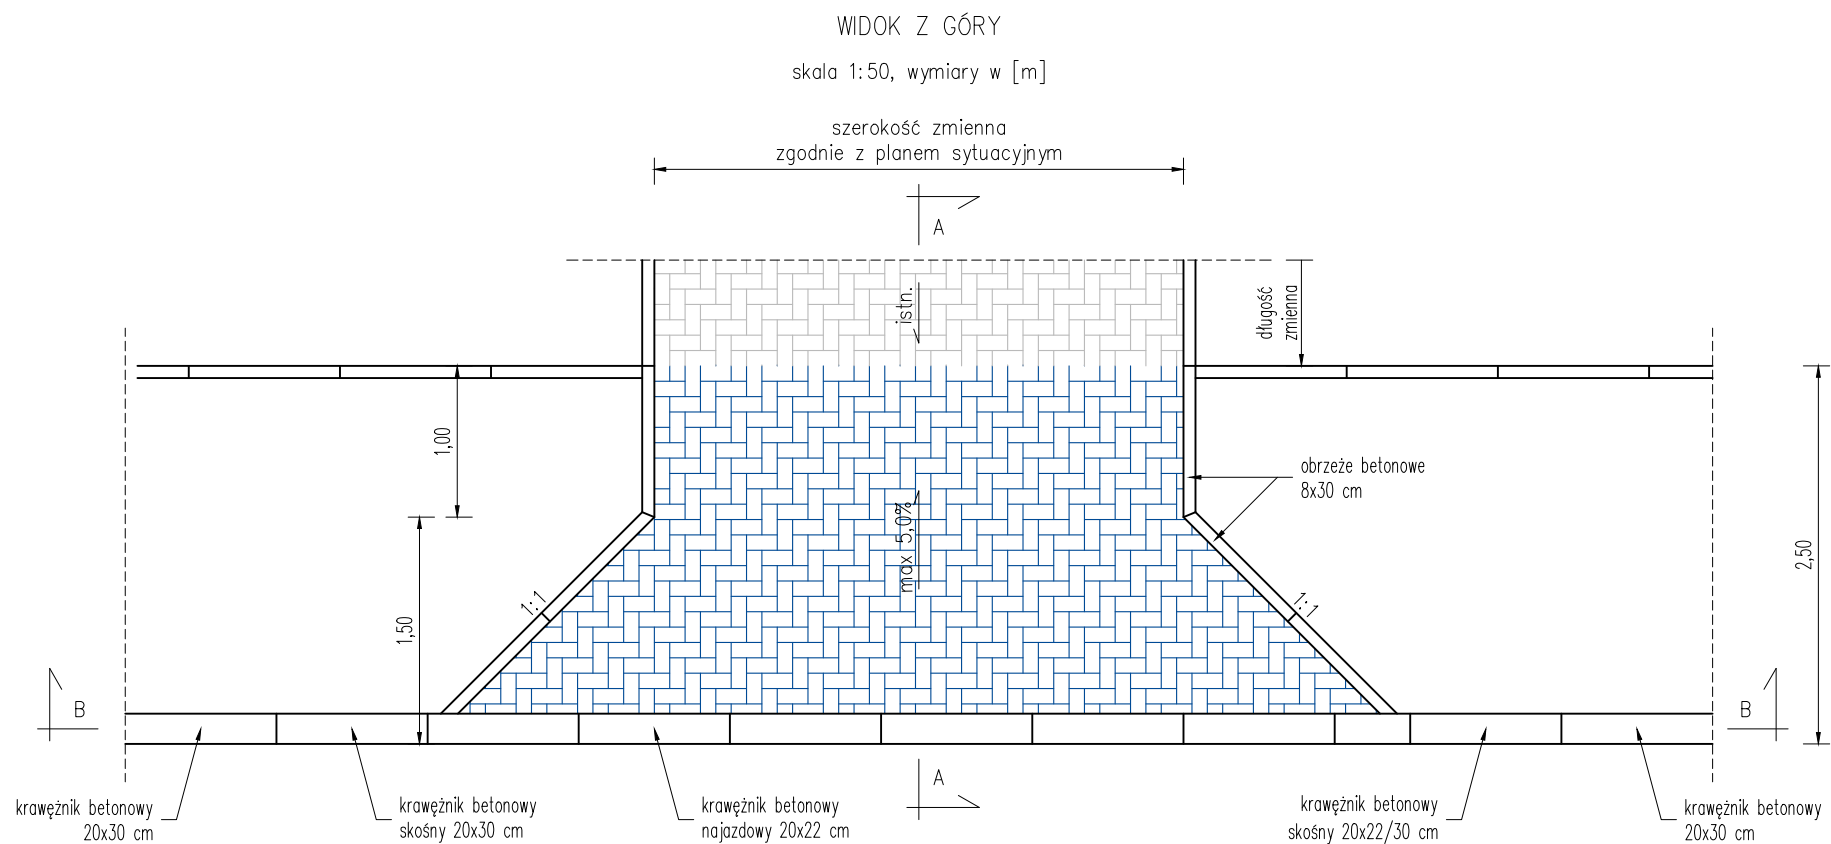 WIDOK Z GÓRY
skala 1:50, wymiary w [m]
szerokość zmienna
zgodnie z planem sytuacyjnym
A
istn.
długość
zmienna
1,00
obrzeże betonowe
8x30 cm
max 5,0%
2,50
1:1
1:1
1,50
B
B
A
krawężnik betonowy
20x30 cm
krawężnik betonowy
skośny 20x30 cm
krawężnik betonowy
najazdowy 20x22 cm
krawężnik betonowy
skośny 20x22/30 cm
krawężnik betonowy
20x30 cm